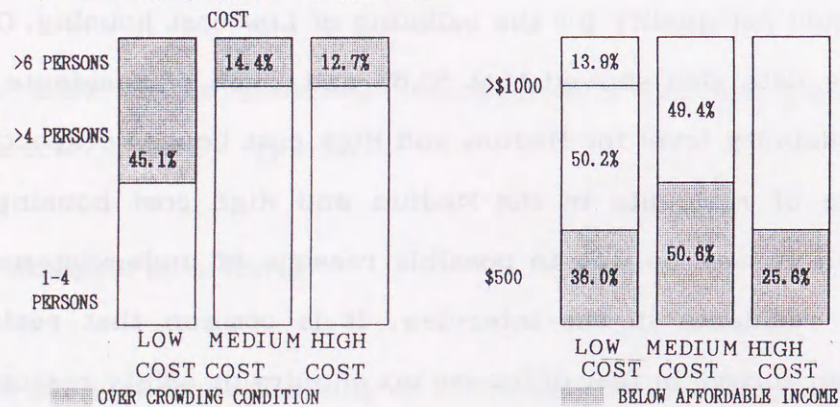 COST
>6 PERSONS
14.4%
12.7%
>4 PERSONS
45.1%
1-4
PERSONS
LOW MEDIUM HIGH
COST COST COST
OVER CROWDING CONDITION
13.9%
>$1000
49.4%
50.2%
$500
36.0%
50.6%
25.6%
LOW MEDIUM HIGH
COST COST COST
BELOW AFFORDABLE INCOME